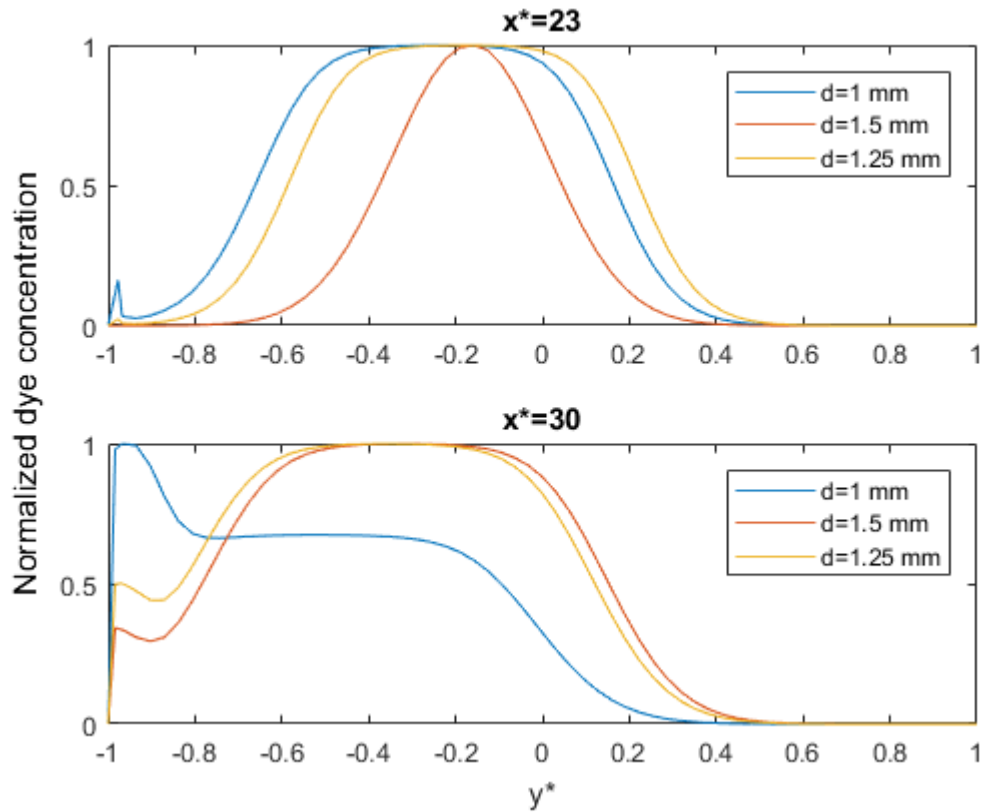 x*=23
1
0.5
0
-1 -0.8 -0.6 -0.4 -0.2 0 0.2 0.4 0.6 0.8 1
d=1 mm
d=1.5 mm
d=1.25 mm
Normalized dye concentration
x*=30
1
0.5
0
-1 -0.8 -0.6 -0.4 -0.2 0 0.2 0.4 0.6 0.8 1
d=1 mm
d=1.5 mm
d=1.25 mm
y*